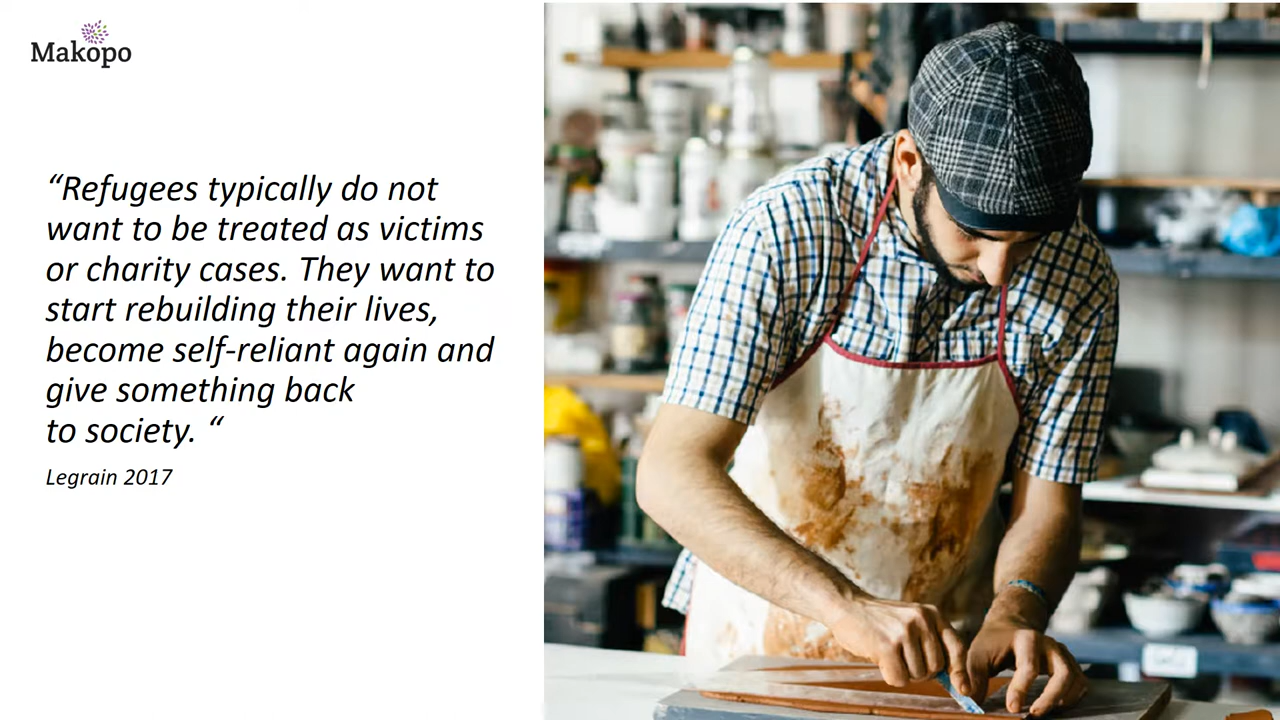 Makopo
“Refugees typically do not
want to be treated as victims
or charity cases. They want to
start rebuilding their lives,
become self-reliant again and
give something back
to society. “
Legrain 2017